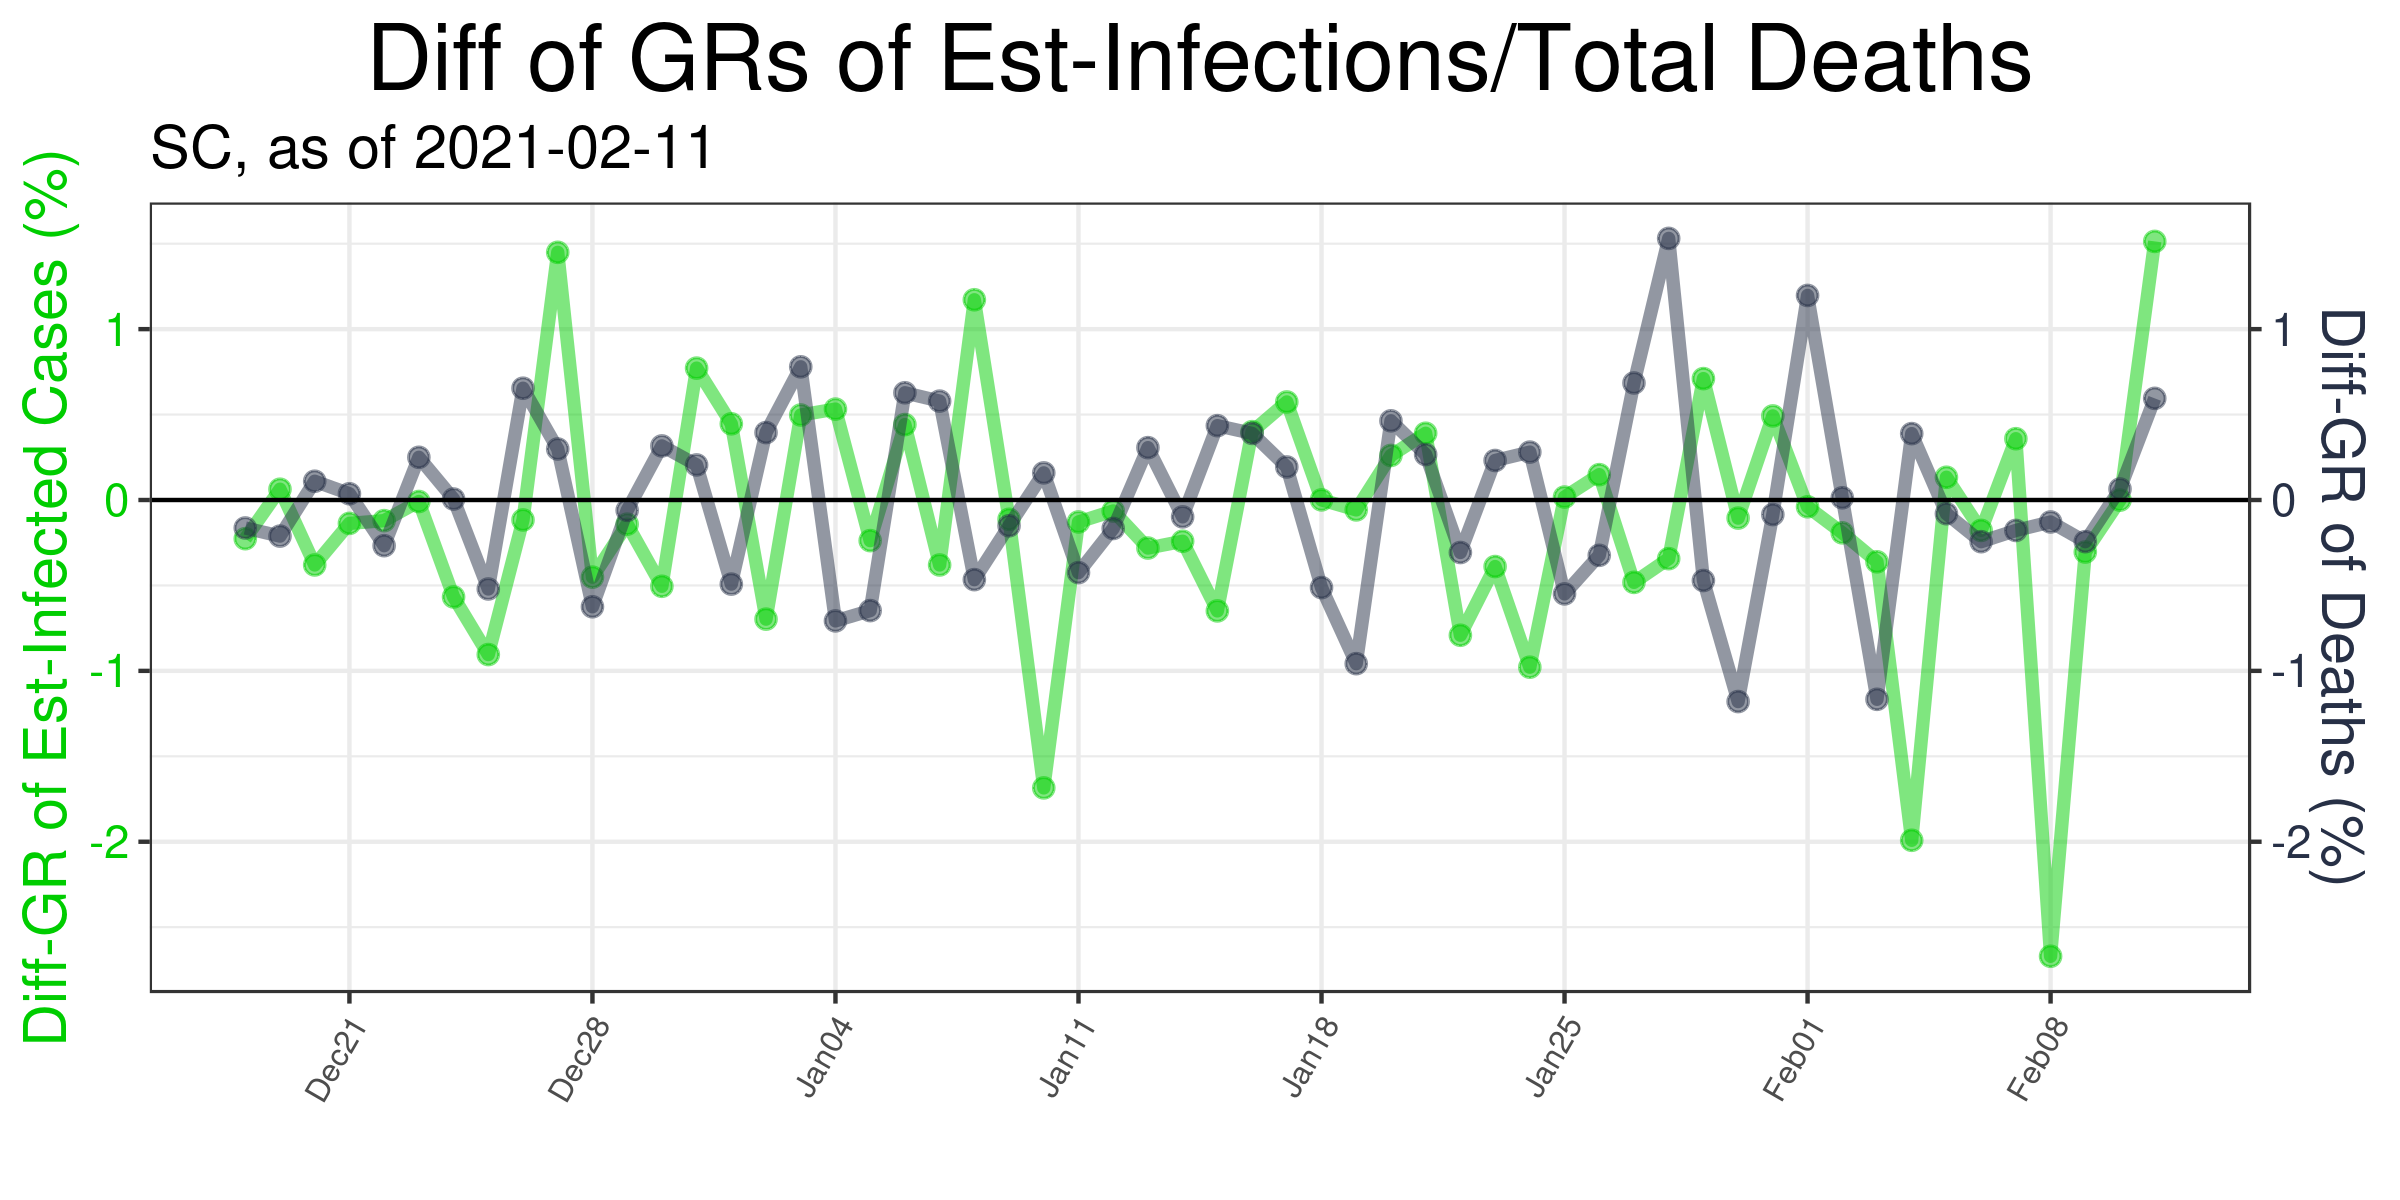 Diff of GRs of Est-Infections/Total Deaths
SC, as of 2021-02-11
Diff-GR of Est-Infected Cases (%)
1
0
-1
-2
1
0
-1
-2
Diff-GR of Deaths (%)
Dec21
Dec28
Jan04
Jan11
Jan18
Jan25
Feb01
Feb08